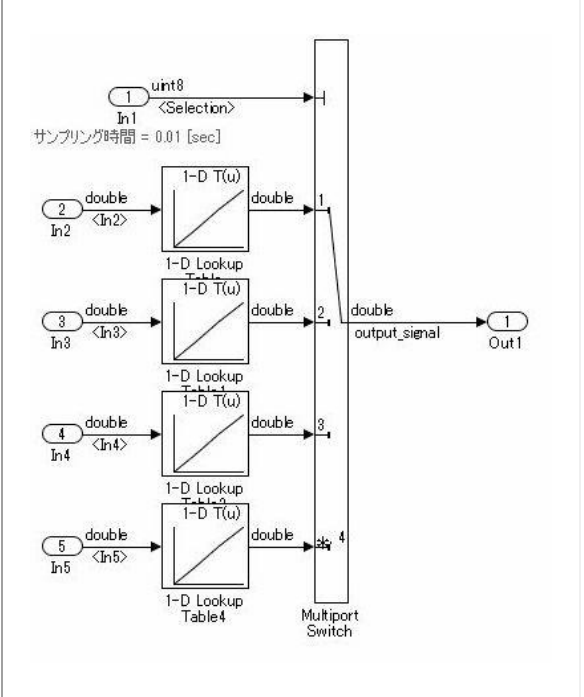 1
uint8
<Selection>
In1
サンプリング時間 = 0.01 [sec]
2
double
<In2>
In2
1-D T(u)
double
1
1-D Lookup
3
double
<In3>
In3
1-D T(u)
double
2
1-D Lookup
double
output_signal
1
Out1
4
double
<In4>
In4
1-D T(u)
double
3
1-D Lookup
5
double
<In5>
In5
1-D T(u)
double
*, 4
1-D Lookup
Table4
Multiport
Switch